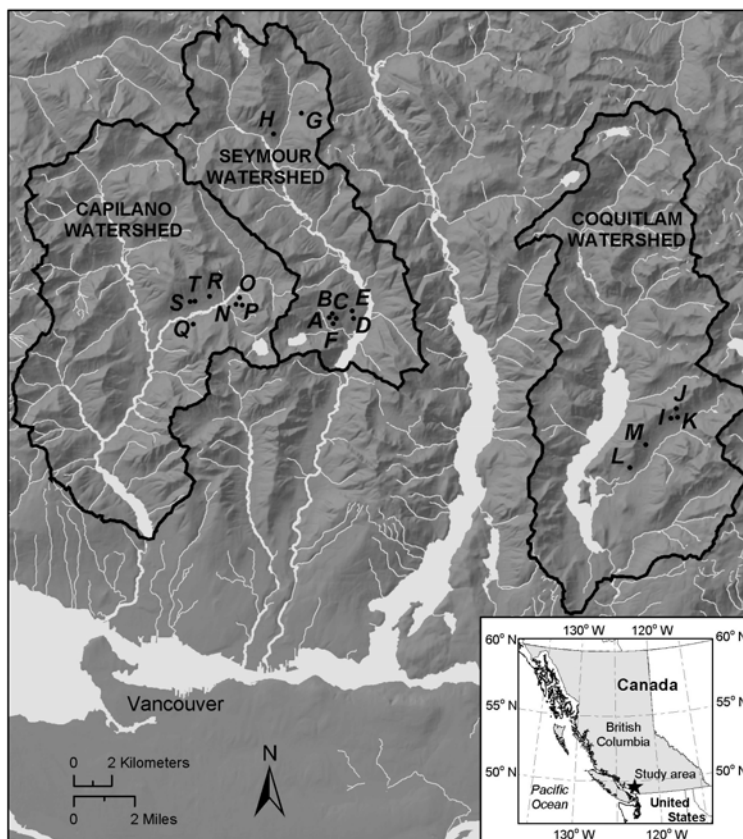 H
G
SEYMOUR
WATERSHED
CAPILANO
WATERSHED
COQUITLAM
WATERSHED
S T R O
N P
Q
B C E
A D
F
J
I K
M
L
Vancouver
0 2 Kilometers
0 2 Miles
N
60° N
55° N
50° N
130° W
120° W
Canada
British
Columbia
Study area
Pacific
Ocean
United
States
60° N
55° N
50° N
130° W
120° W